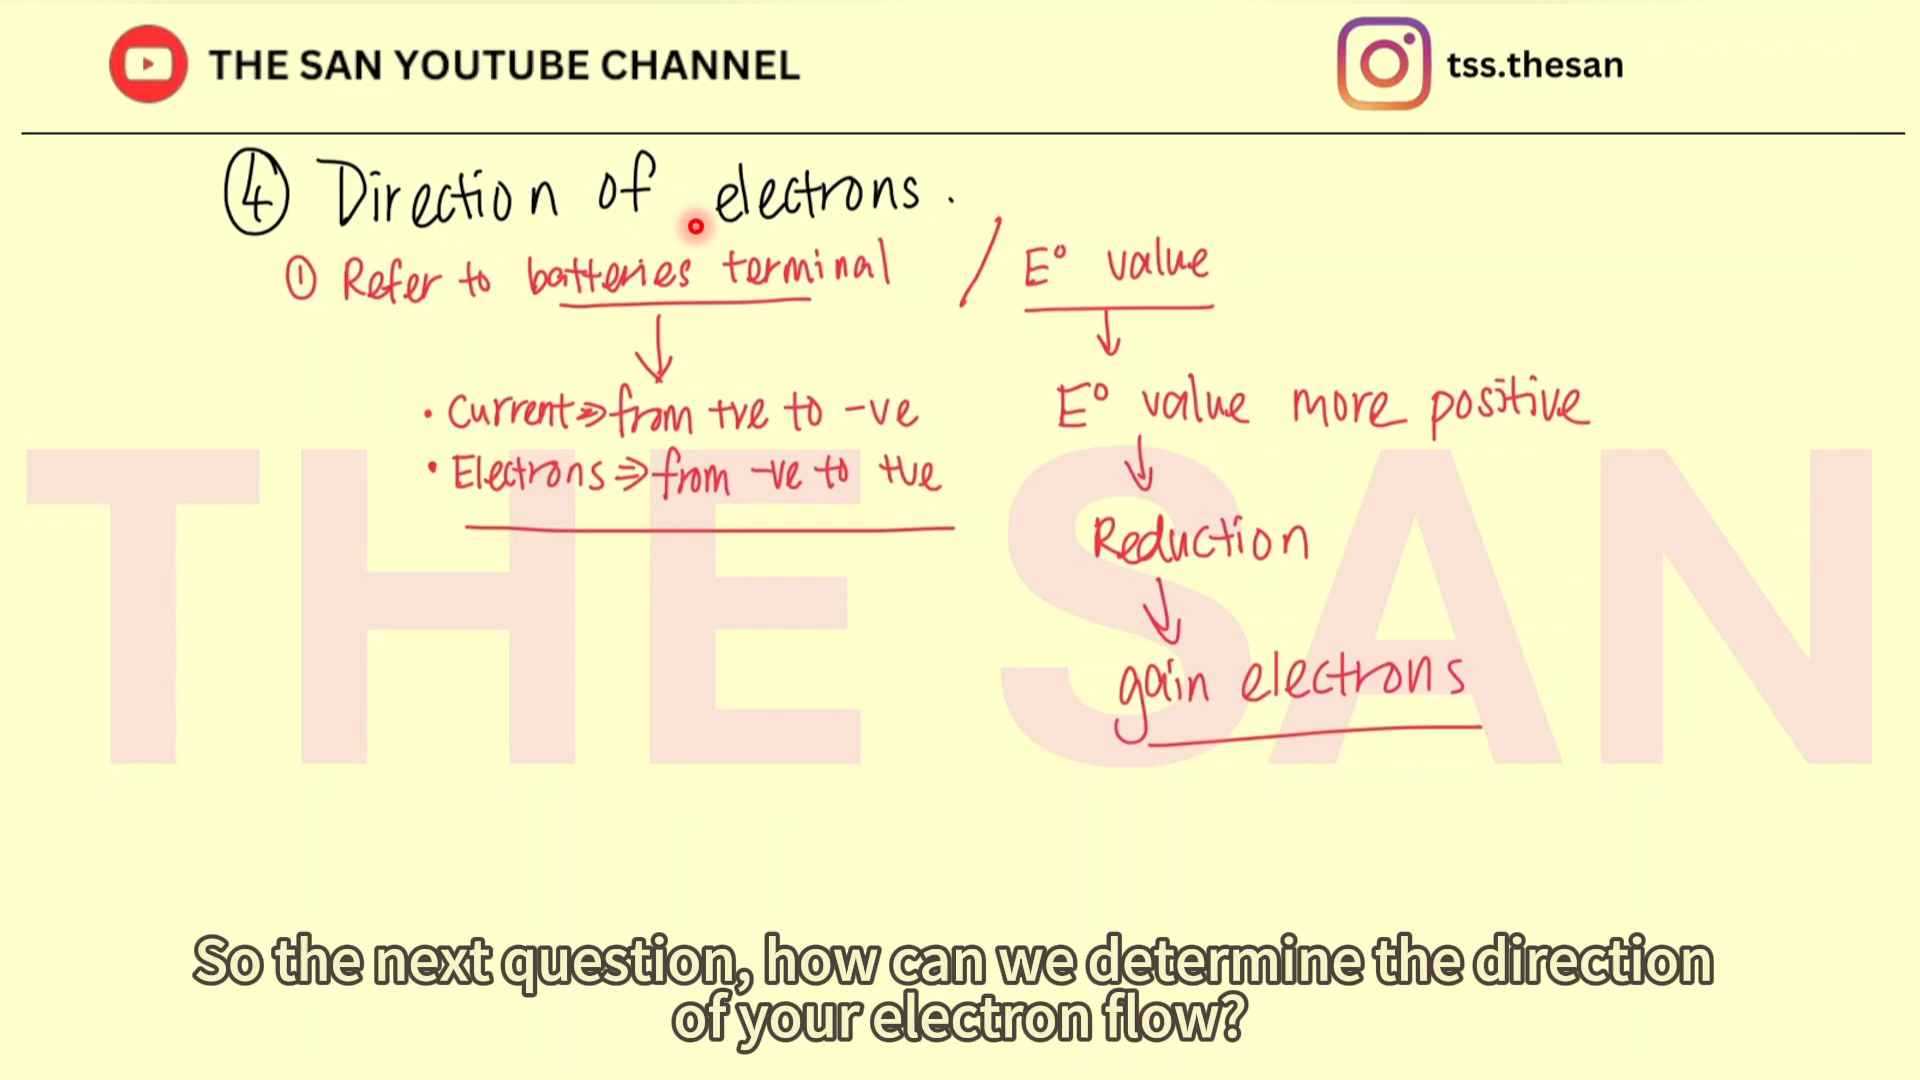 THE SAN YOUTUBE CHANNEL
tss.thesan
④ Direction of electrons.
① Refer to batteries terminal / E° value
• Current ⇒ from +ve to -ve
• Electrons ⇒ from -ve to +ve
E° value more positive
Reduction
gain electrons
THE SAN
So the next question, how can we determine the direction
of your electron flow?